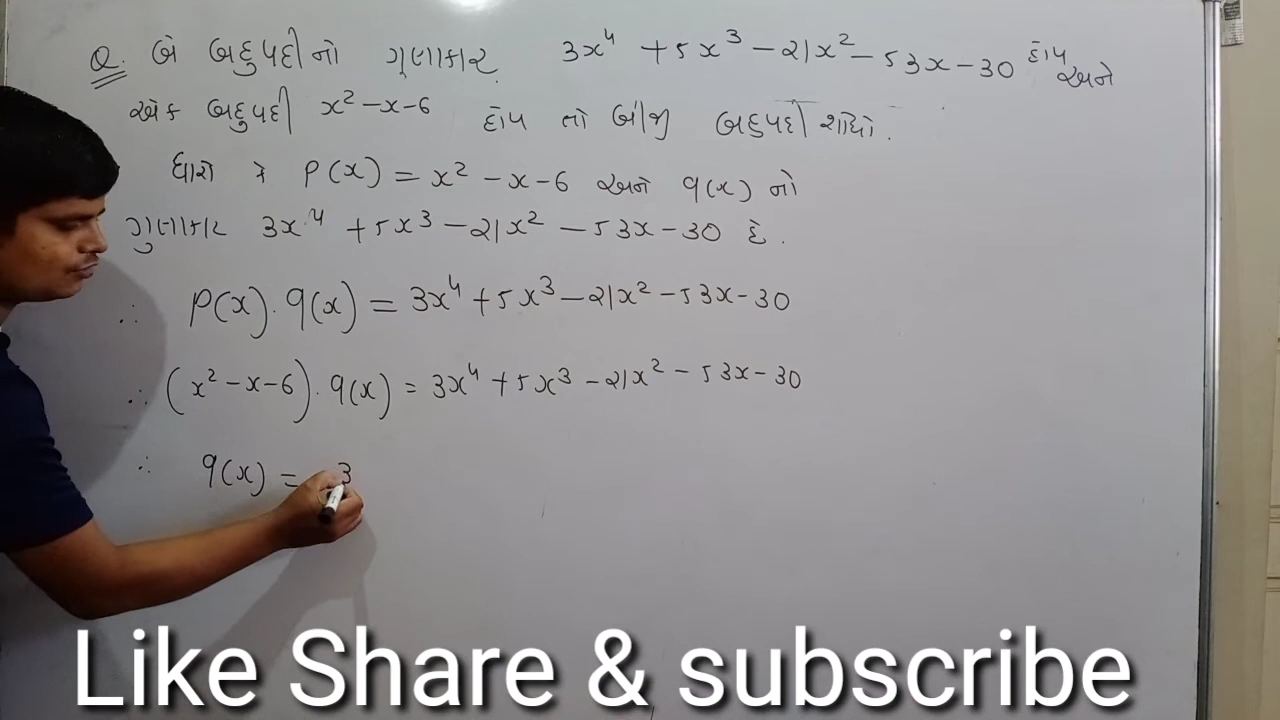 Q. બે બહુપદીનો ગુણાકાર 3x⁴ + 5x³ - 21x² - 53x - 30 હોય અને
એક બહુપદી x² - x - 6 હોય તો બીજી બહુપદી શોધો.
ધારો કે P(x) = x² - x - 6 અને q(x) નો
ગુણાકાર 3x⁴ + 5x³ - 21x² - 53x - 30 છે.
∴ P(x) · q(x) = 3x⁴ + 5x³ - 21x² - 53x - 30
∴ (x² - x - 6) · q(x) = 3x⁴ + 5x³ - 21x² - 53x - 30
∴ q(x) = 3
Like Share & subscribe